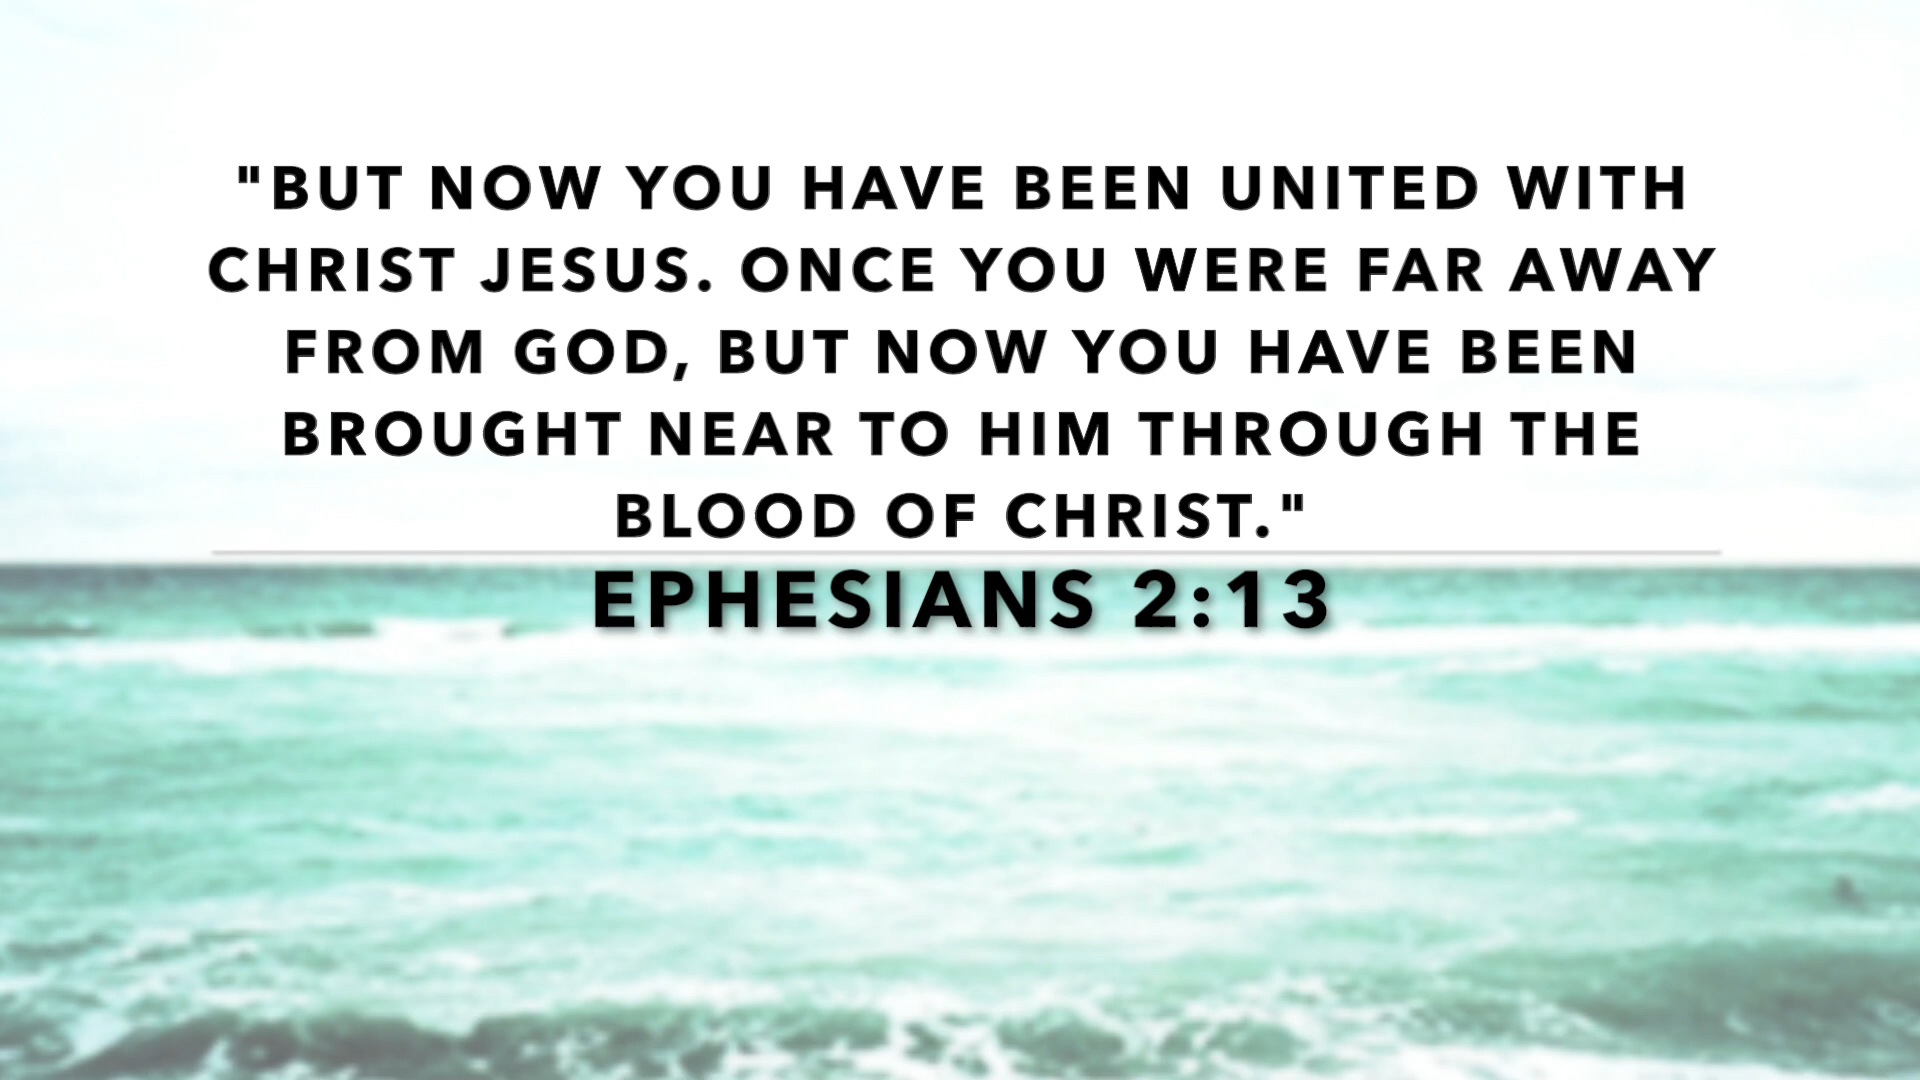 "BUT NOW YOU HAVE BEEN UNITED WITH
CHRIST JESUS. ONCE YOU WERE FAR AWAY
FROM GOD, BUT NOW YOU HAVE BEEN
BROUGHT NEAR TO HIM THROUGH THE
BLOOD OF CHRIST."
EPHESIANS 2:13